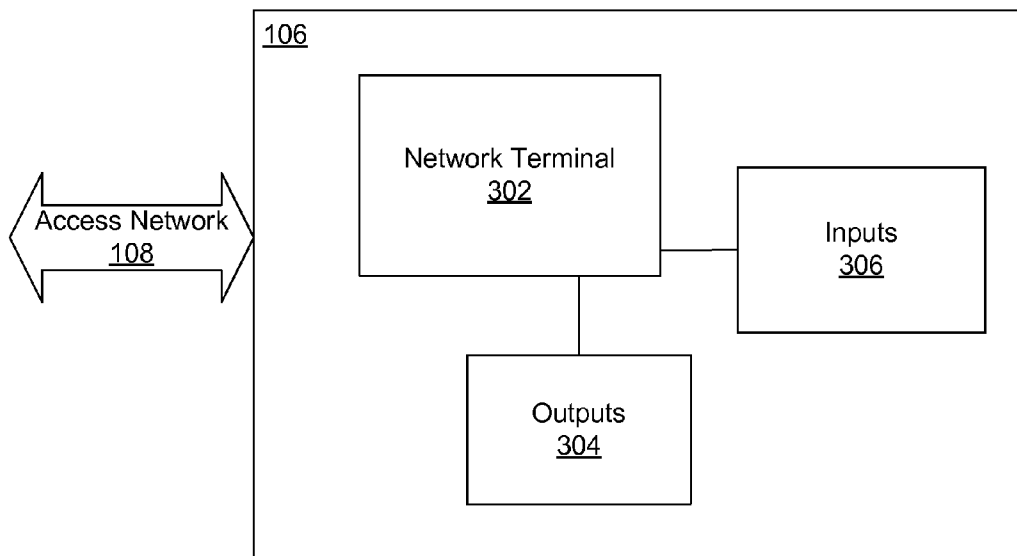 106
Network Terminal
302
Access Network
108
Inputs
306
Outputs
304